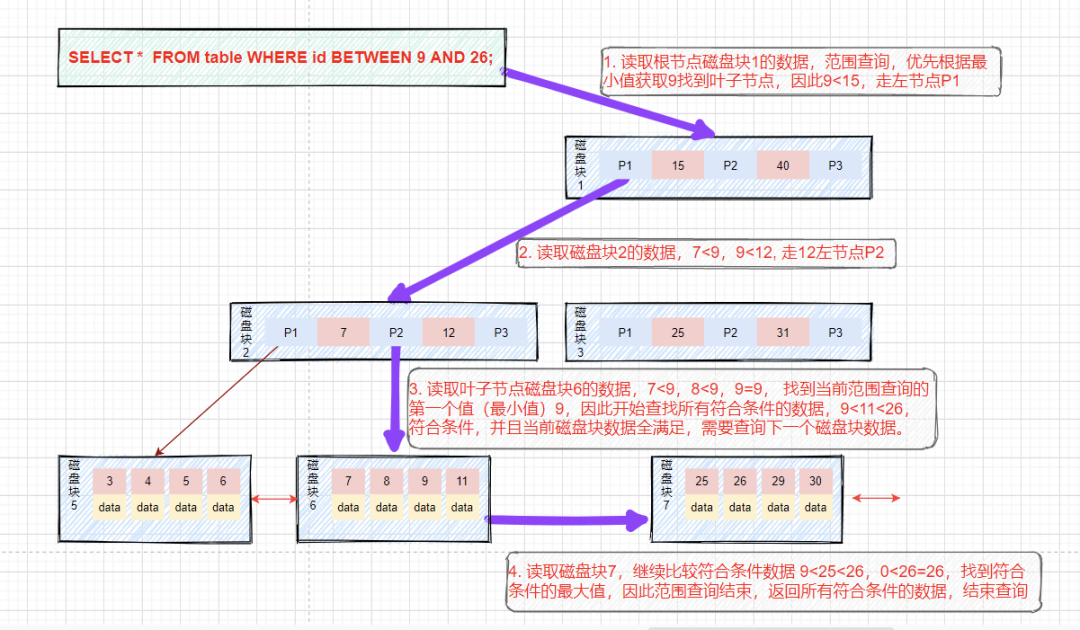 SELECT * FROM table WHERE id BETWEEN 9 AND 26;
1. 读取根节点磁盘块1的数据，范围查询，优先根据最
小值获取9找到叶子节点，因此9<15，走左节点P1
磁盘块1
P1 15 P2 40 P3
2. 读取磁盘块2的数据，7<9，9<12, 走12左节点P2
磁盘块2
P1 7 P2 12 P3
磁盘块3
P1 25 P2 31 P3
3. 读取叶子节点磁盘块6的数据，7<9，8<9，9=9， 找到当前范围查询的
第一个值（最小值）9，因此开始查找所有符合条件的数据，9<11<26，
符合条件，并且当前磁盘块数据全满足，需要查询下一个磁盘块数据。
磁盘块5
3 4 5 6
data data data data
磁盘块6
7 8 9 11
data data data data
磁盘块7
25 26 29 30
data data data data
4. 读取磁盘块7，继续比较符合条件数据 9<25<26，0<26=26，找到符合
条件的最大值，因此范围查询结束，返回所有符合条件的数据，结束查询